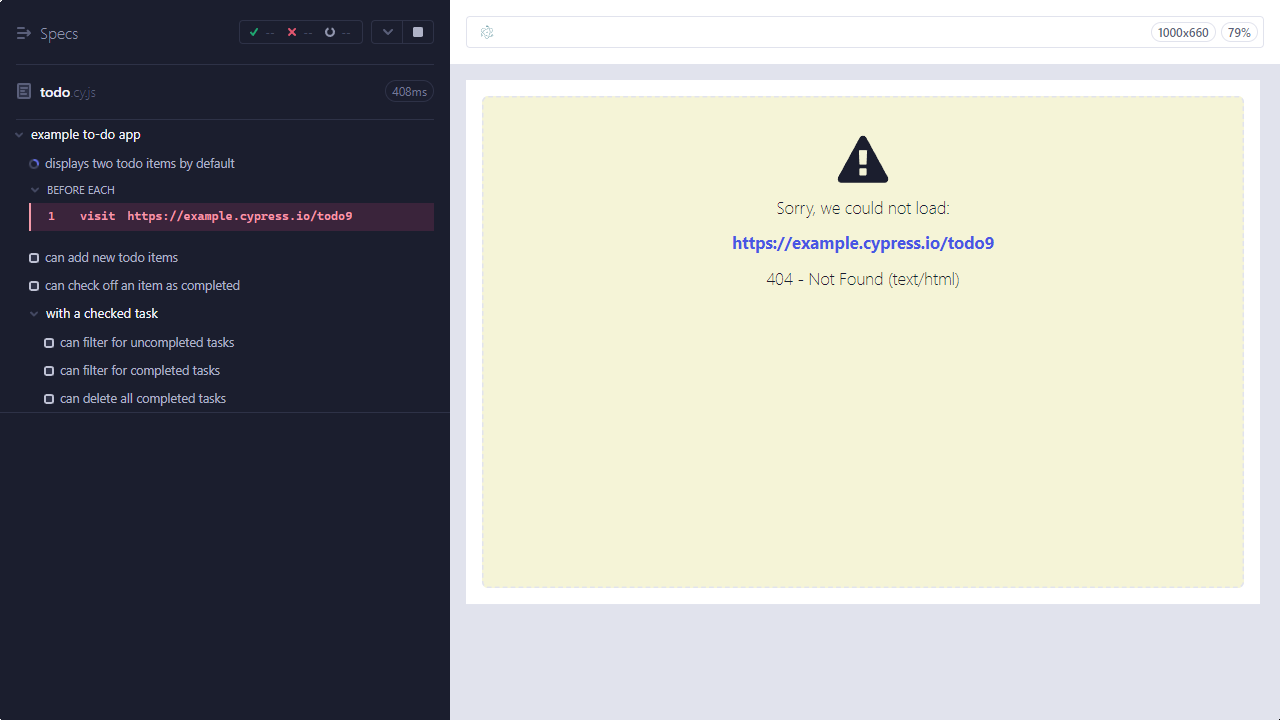 Specs
-- -- --
todo.cy.js 408ms
example to-do app
displays two todo items by default
BEFORE EACH
1 visit https://example.cypress.io/todo9
can add new todo items
can check off an item as completed
with a checked task
can filter for uncompleted tasks
can filter for completed tasks
can delete all completed tasks
1000x660 79%
Sorry, we could not load:
https://example.cypress.io/todo9
404 - Not Found (text/html)